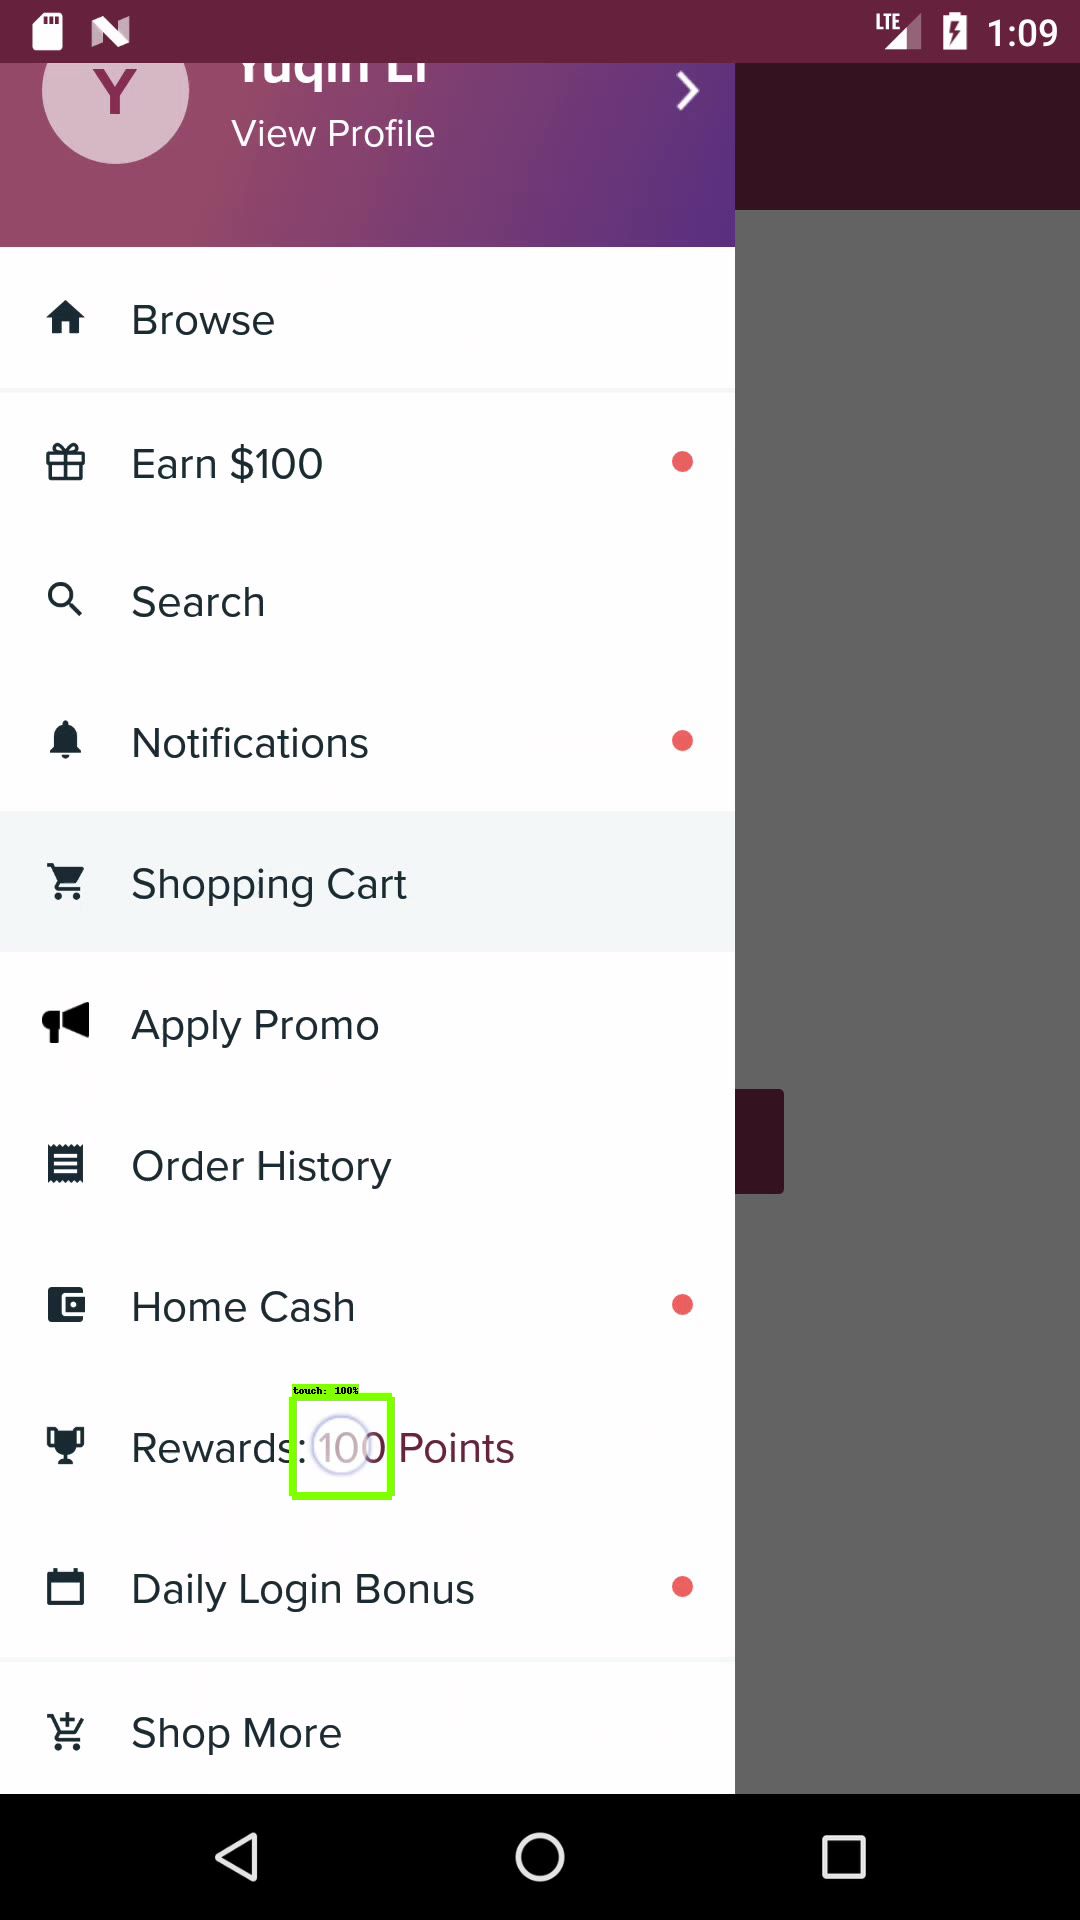 LTE 1:09
Y
Yuqin Li
View Profile
Browse
Earn $100
Search
Notifications
Shopping Cart
Apply Promo
Order History
Home Cash
touch: 100%
Rewards: 100 Points
Daily Login Bonus
Shop More